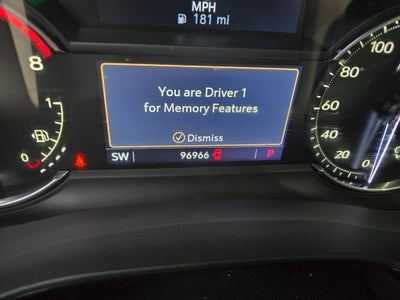 MPH
181 mi
8
You are Driver 1
for Memory Features
Dismiss
1
0
SW
96966
P
100
80
60
40
20
0